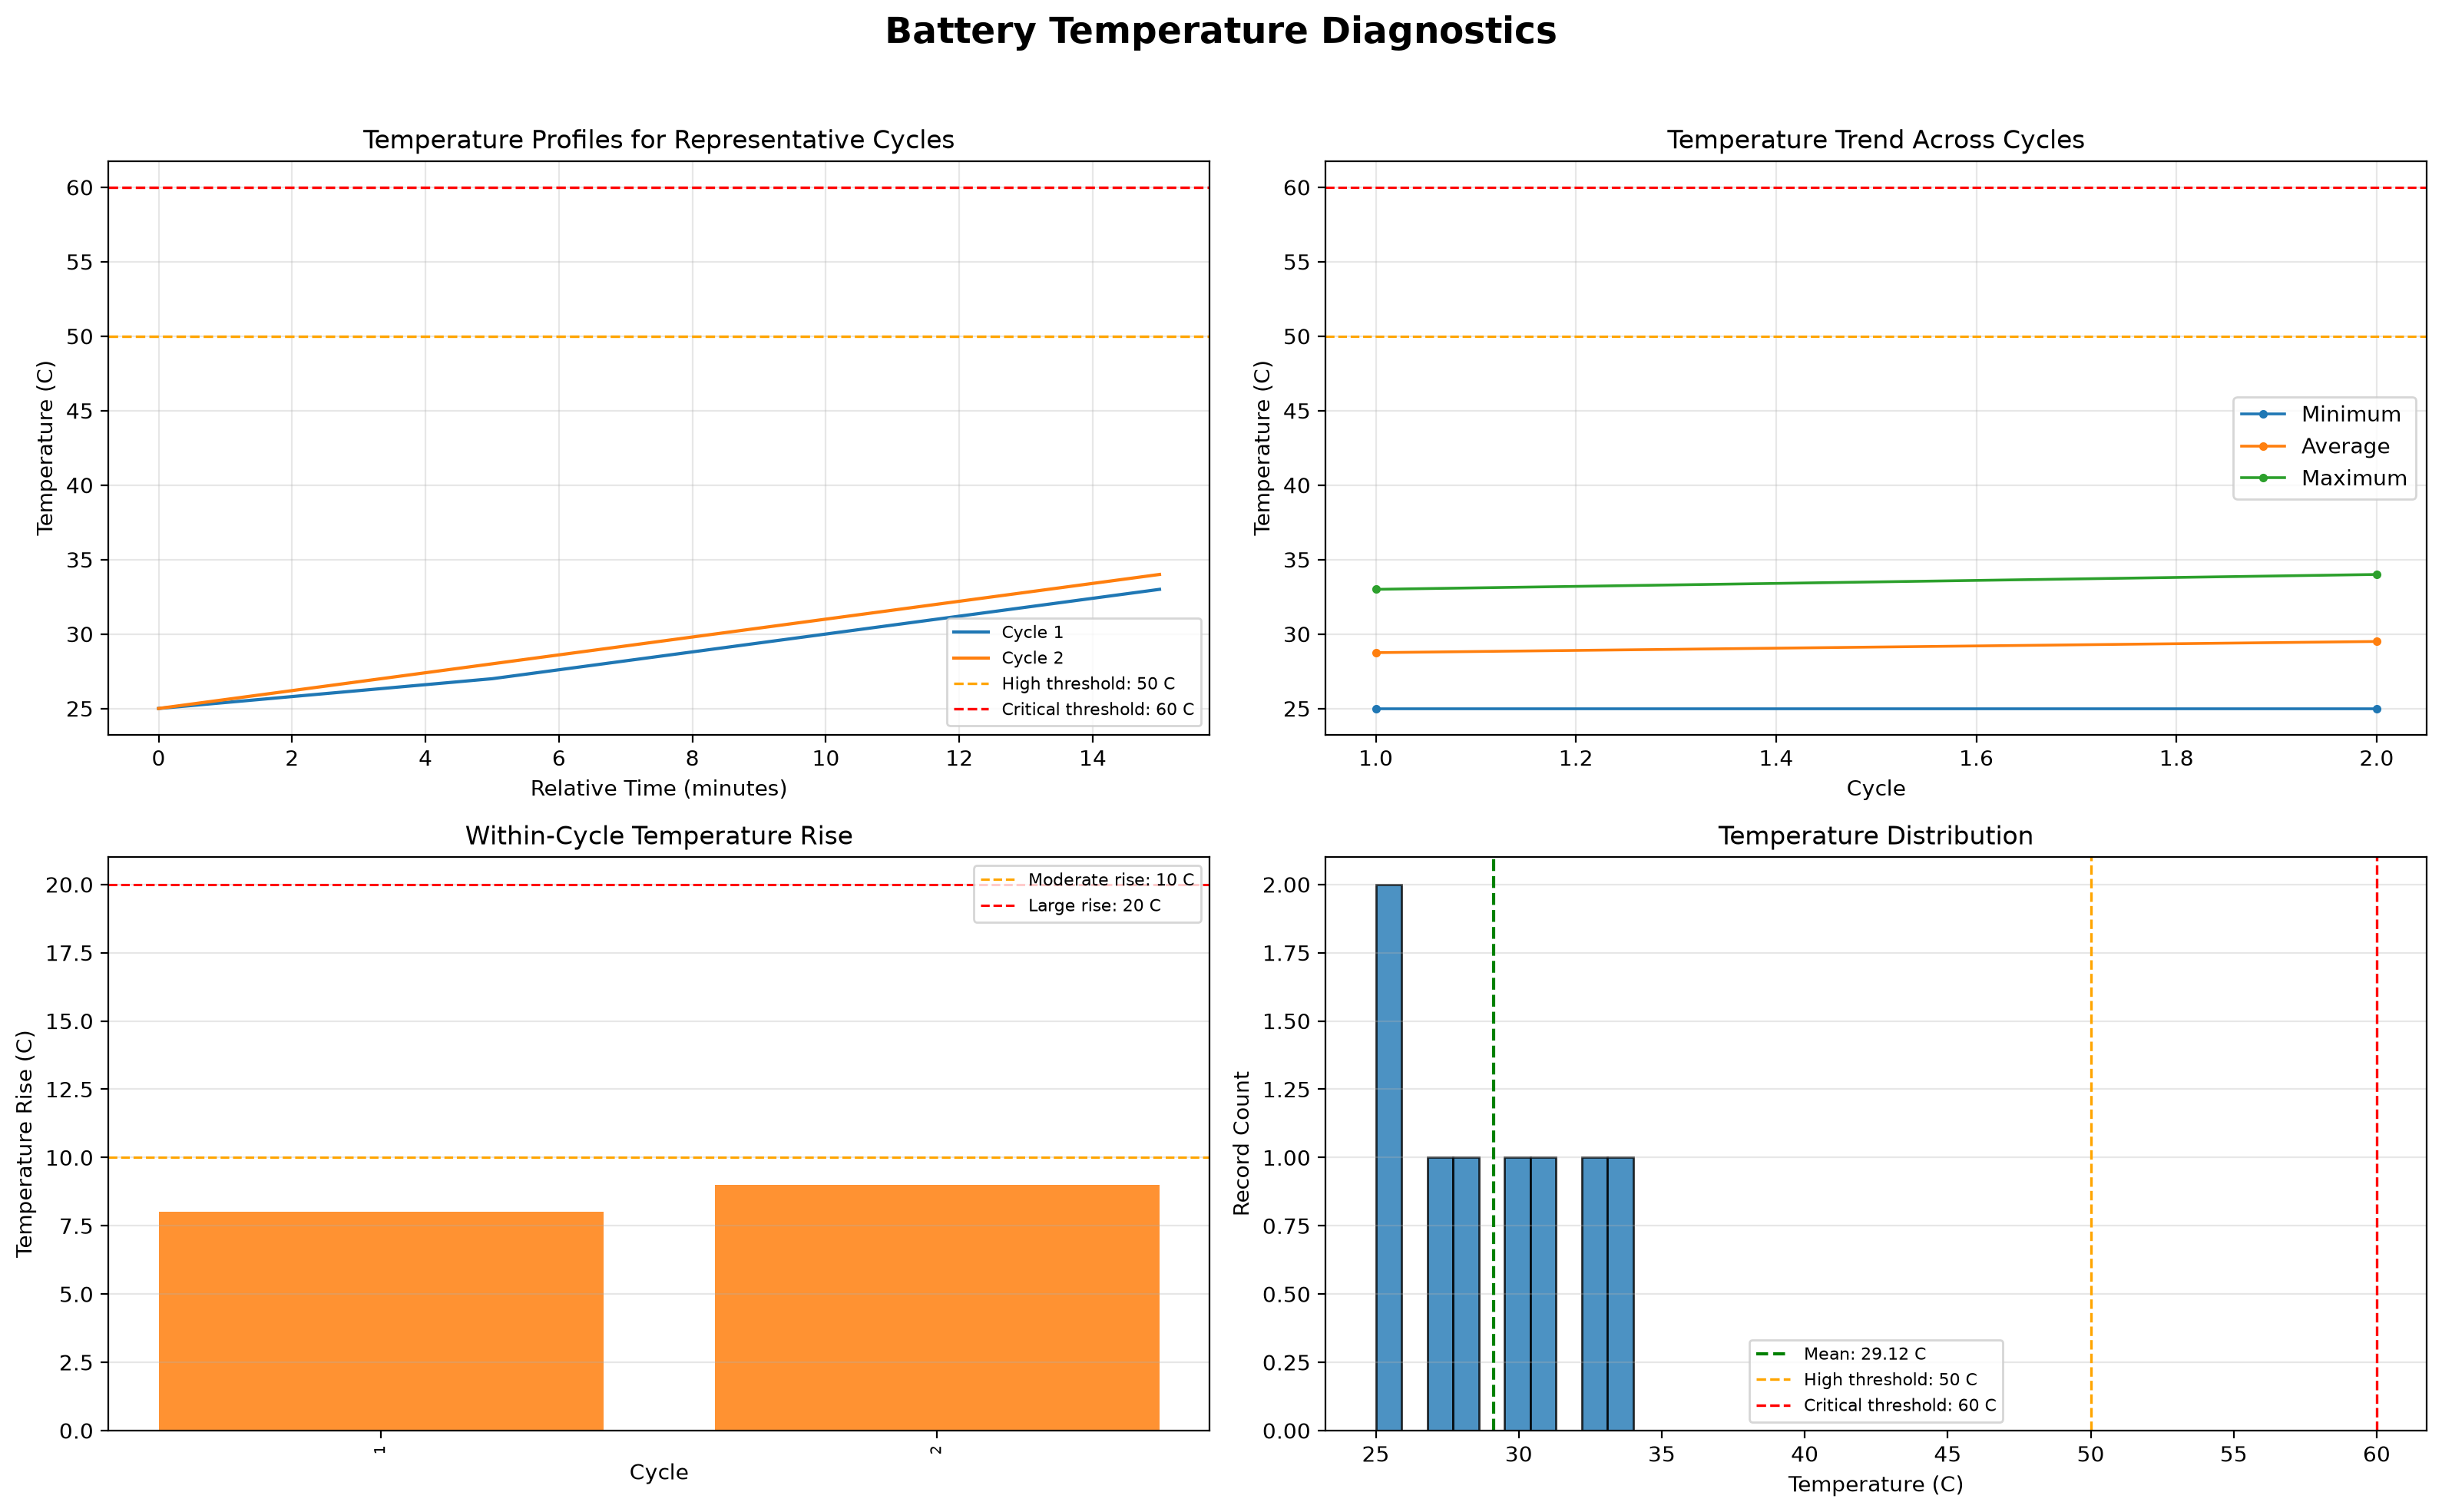 Battery Temperature Diagnostics
Temperature Profiles for Representative Cycles
60
55
50
45
40
35
30
25
Temperature (C)
0 2 4 6 8 10 12 14
Relative Time (minutes)
Cycle 1
Cycle 2
High threshold: 50 C
Critical threshold: 60 C
Temperature Trend Across Cycles
60
55
50
45
40
35
30
25
Temperature (C)
1.0 1.2 1.4 1.6 1.8 2.0
Cycle
Minimum
Average
Maximum
Within-Cycle Temperature Rise
20.0
17.5
15.0
12.5
10.0
7.5
5.0
2.5
0.0
Temperature Rise (C)
1 2
Cycle
Moderate rise: 10 C
Large rise: 20 C
Temperature Distribution
2.00
1.75
1.50
1.25
1.00
0.75
0.50
0.25
0.00
Record Count
25 30 35 40 45 50 55 60
Temperature (C)
Mean: 29.12 C
High threshold: 50 C
Critical threshold: 60 C